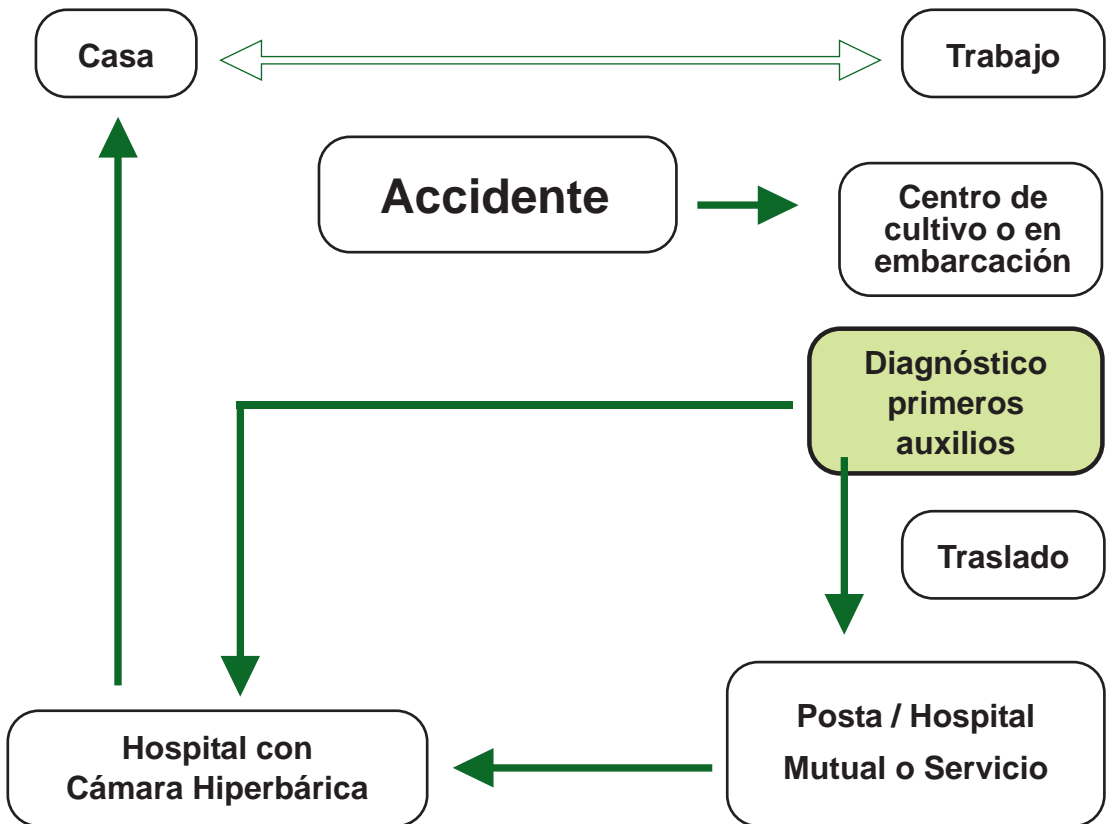 Casa
Trabajo
Accidente
Centro de
cultivo o en
embarcación
Diagnóstico
primeros
auxilios
Traslado
Posta / Hospital
Mutual o Servicio
Hospital con
Cámara Hiperbárica